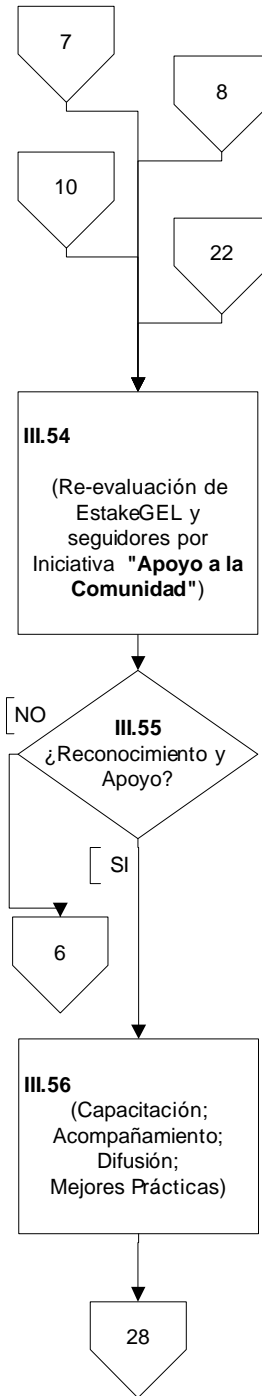 7
8
10
22
III.54
(Re-evaluación de
EstakeGEL y
seguidores por
Iniciativa "Apoyo a la
Comunidad")
NO
III.55
¿Reconocimiento y
Apoyo?
SI
6
III.56
(Capacitación;
Acompañamiento;
Difusión;
Mejores Prácticas)
28